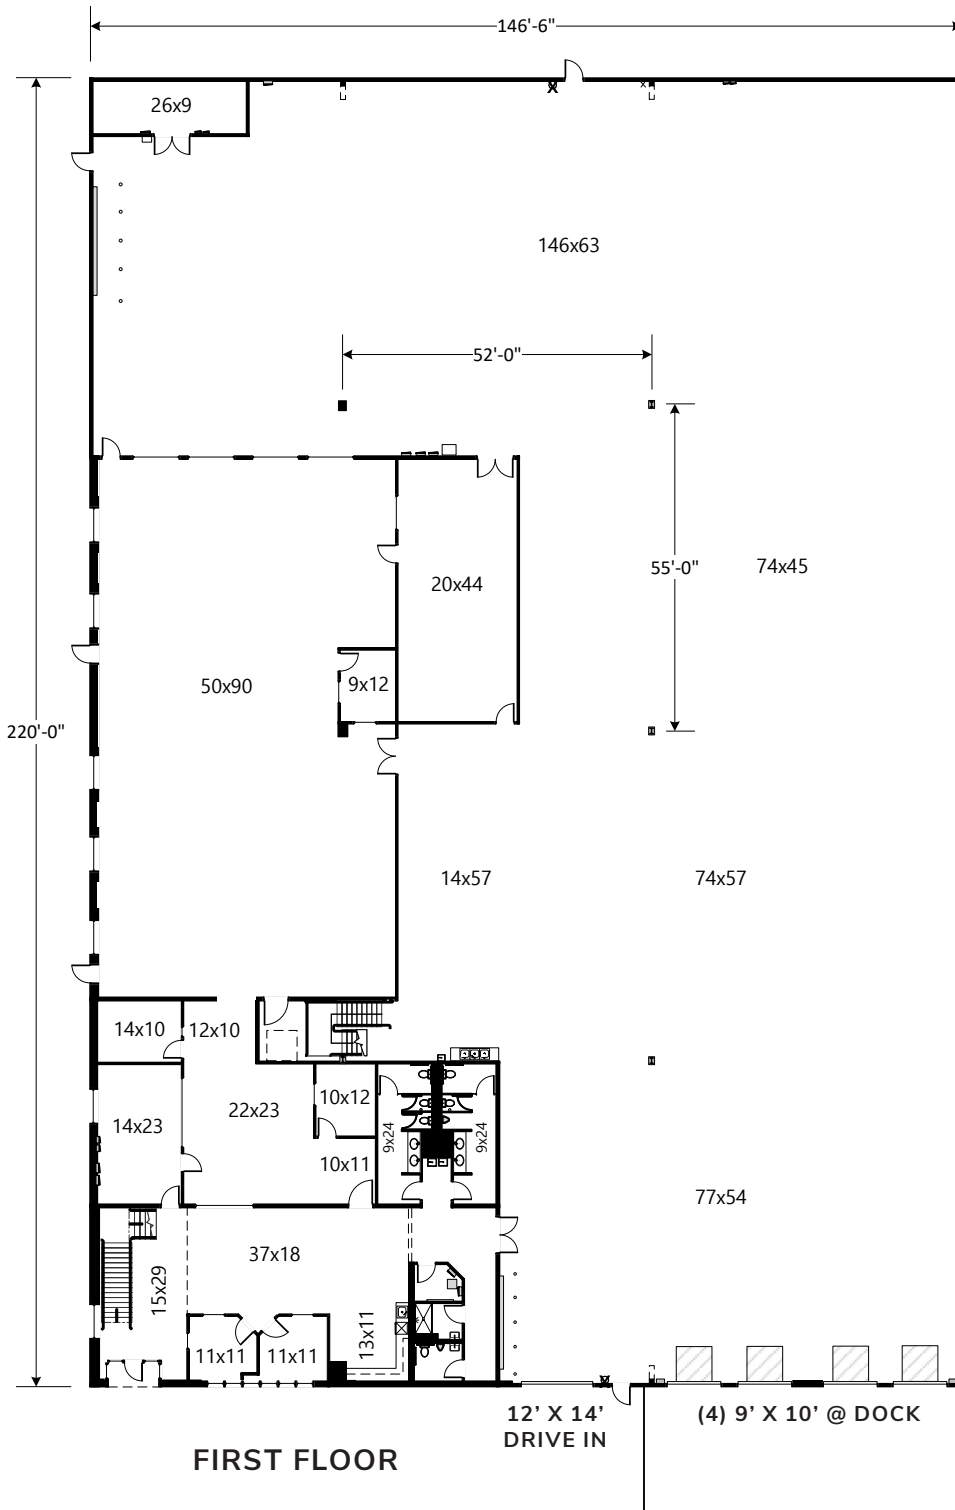 146'-6"
26x9
146x63
52'-0"
55'-0"
74x45
20x44
9x12
50x90
220'-0"
14x57
74x57
14x10
12x10
10x12
22x23
14x23
9x24
9x24
10x11
77x54
37x18
15x29
13x11
11x11
11x11
12' X 14'
DRIVE IN
(4) 9' X 10' @ DOCK
FIRST FLOOR